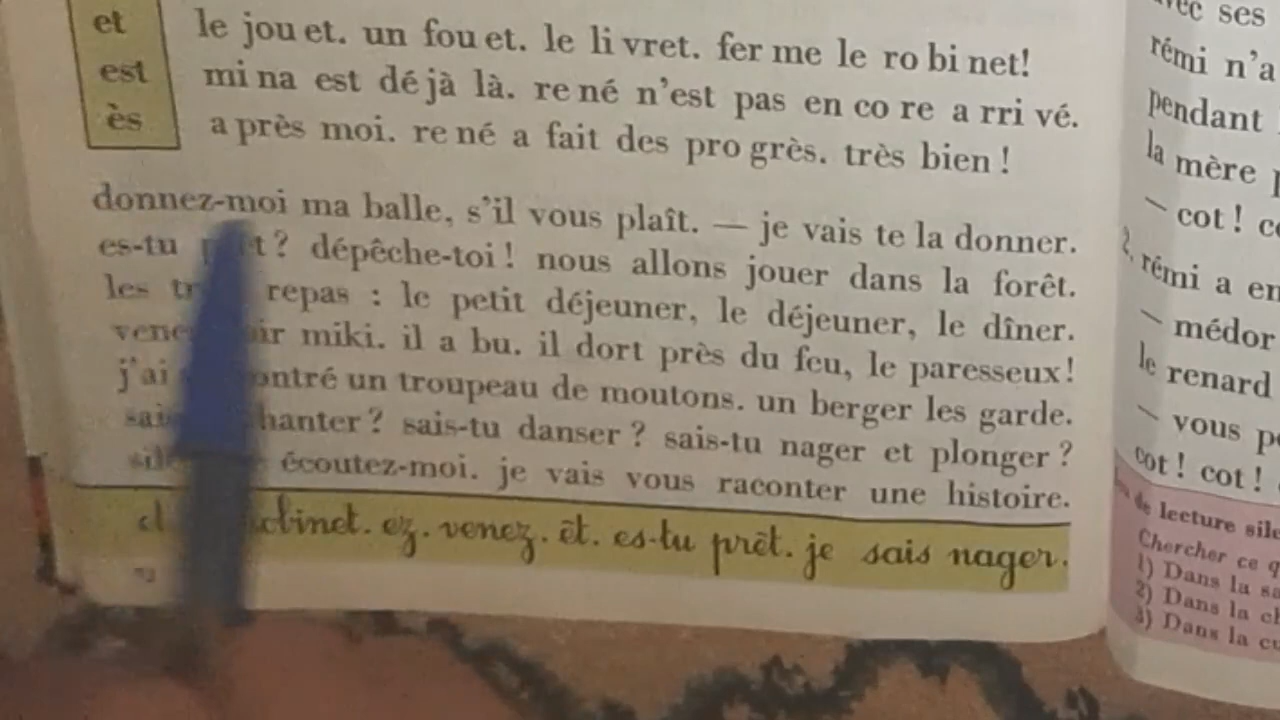 et le jou et. un fou et. le li vret. fer me le ro bi net!
est mi na est dé jà là. re né n'est pas en co re a rri vé.
ès a près moi. re né a fait des pro grès. très bien !
donnez-moi ma balle, s'il vous plaît. — je vais te la donner.
es-tu ? dépêche-toi ! nous allons jouer dans la forêt.
les repas : le petit déjeuner, le déjeuner, le dîner.
miki. il a bu. il dort près du feu, le paresseux !
j'ai un troupeau de moutons. un berger les garde.
sais-tu danser ? sais-tu nager et plonger ?
écoutez-moi. je vais vous raconter une histoire.
ez. venez. êt. es-tu prêt. je sais nager.
ses
rémi n'a
pendant
la mère
— cot !
2. rémi a
— médor
le renard
— vous
cot ! cot !
de lecture
Chercher ce
1) Dans la
2) Dans la
3) Dans la